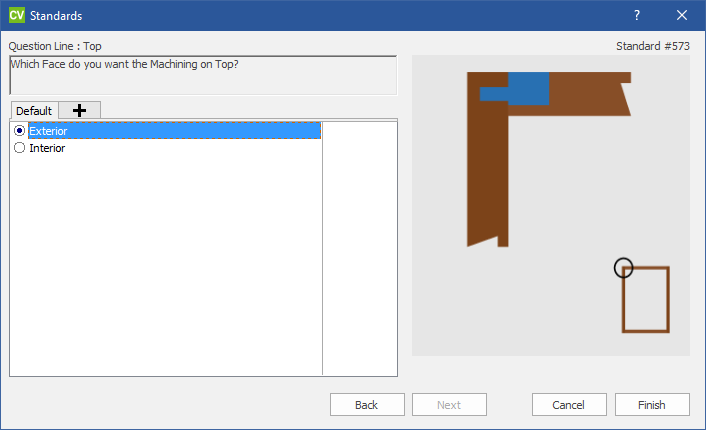 CV Standards ?
Question Line : Top Standard #573
Which Face do you want the Machining on Top?
Default
Exterior
Interior
Back Next Cancel Finish